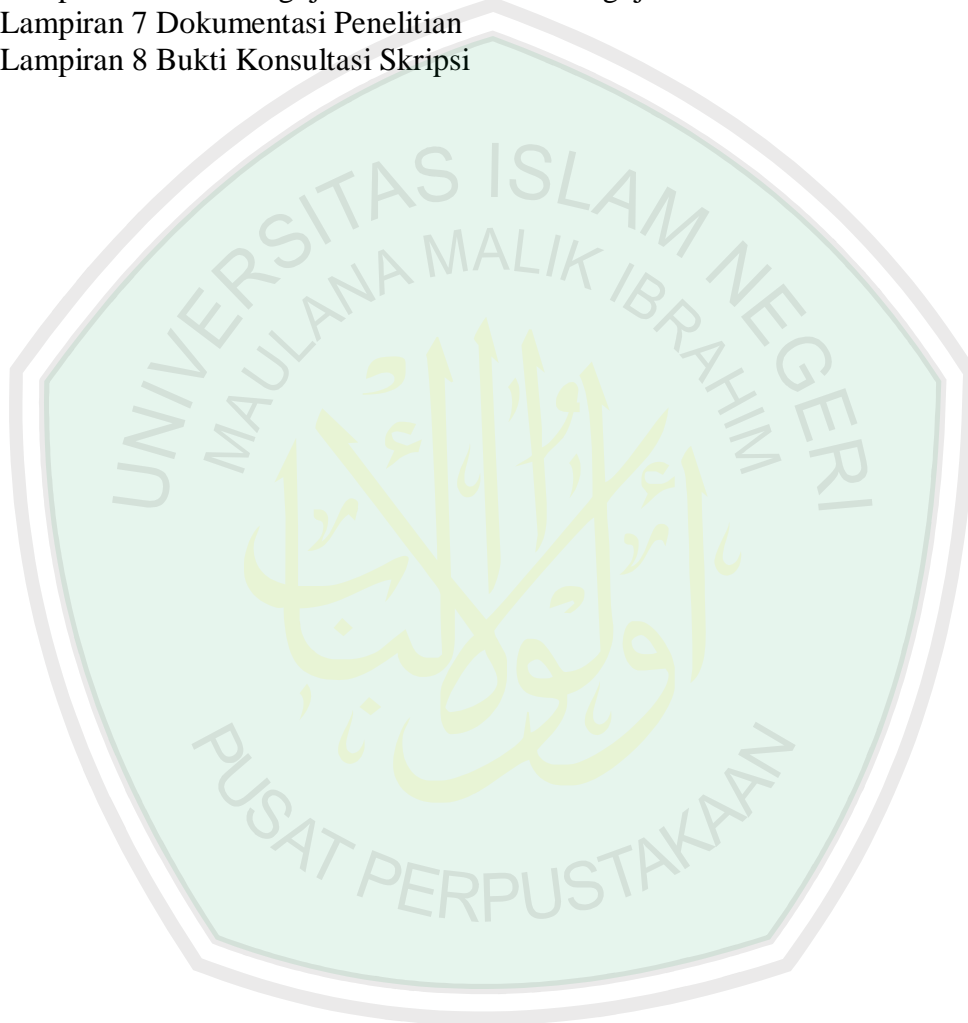 Lampiran 7 Dokumentasi Penelitian
Lampiran 8 Bukti Konsultasi Skripsi
UNIVERSITAS ISLAM NEGERI
MAULANA MALIK IBRAHIM
PUSAT PERPUSTAKAAN